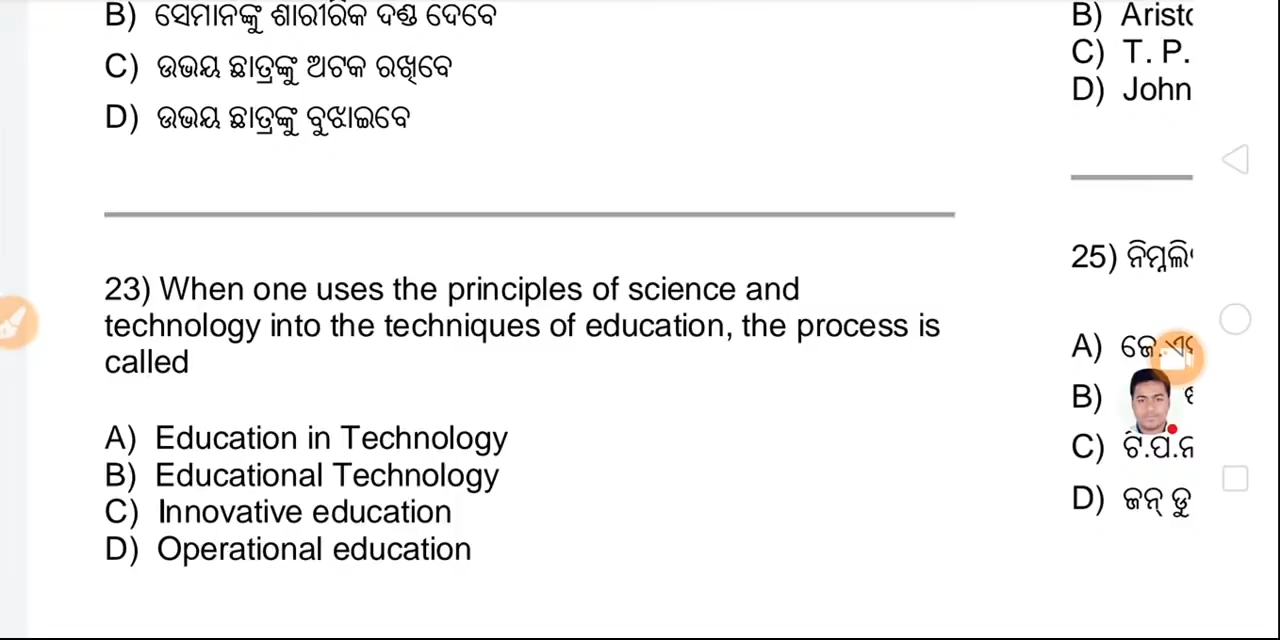 B) ସେମାନଙ୍କୁ ଶାରୀରିକ ଦଣ୍ଡ ଦେବେ
C) ଉଭୟ ଛାତ୍ରଙ୍କୁ ଅଟକ ରଖିବେ
D) ଉଭୟ ଛାତ୍ରଙ୍କୁ ବୁଝାଇବେ
23) When one uses the principles of science and
technology into the techniques of education, the process is
called
A) Education in Technology
B) Educational Technology
C) Innovative education
D) Operational education
B)
C) T. P.
D) John
25)
A)
B)
C) ଟି.ପି.ନ
D) ଜନ୍ ଡୁ